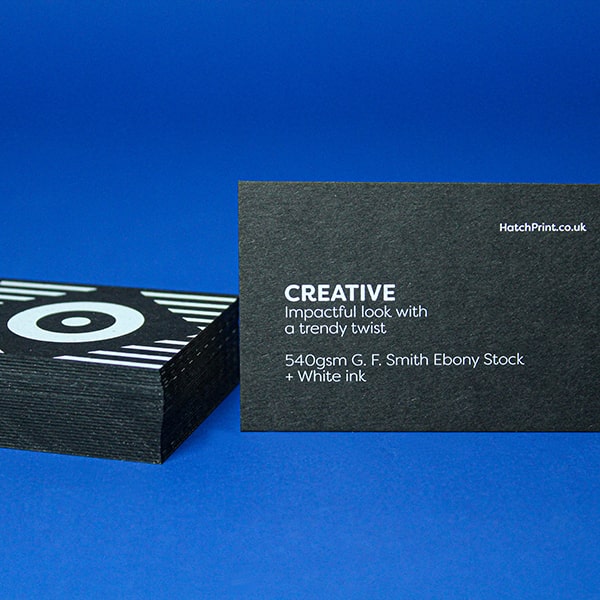 HatchPrint.co.uk
CREATIVE
Impactful look with
a trendy twist
540gsm G. F. Smith Ebony Stock
+ White ink